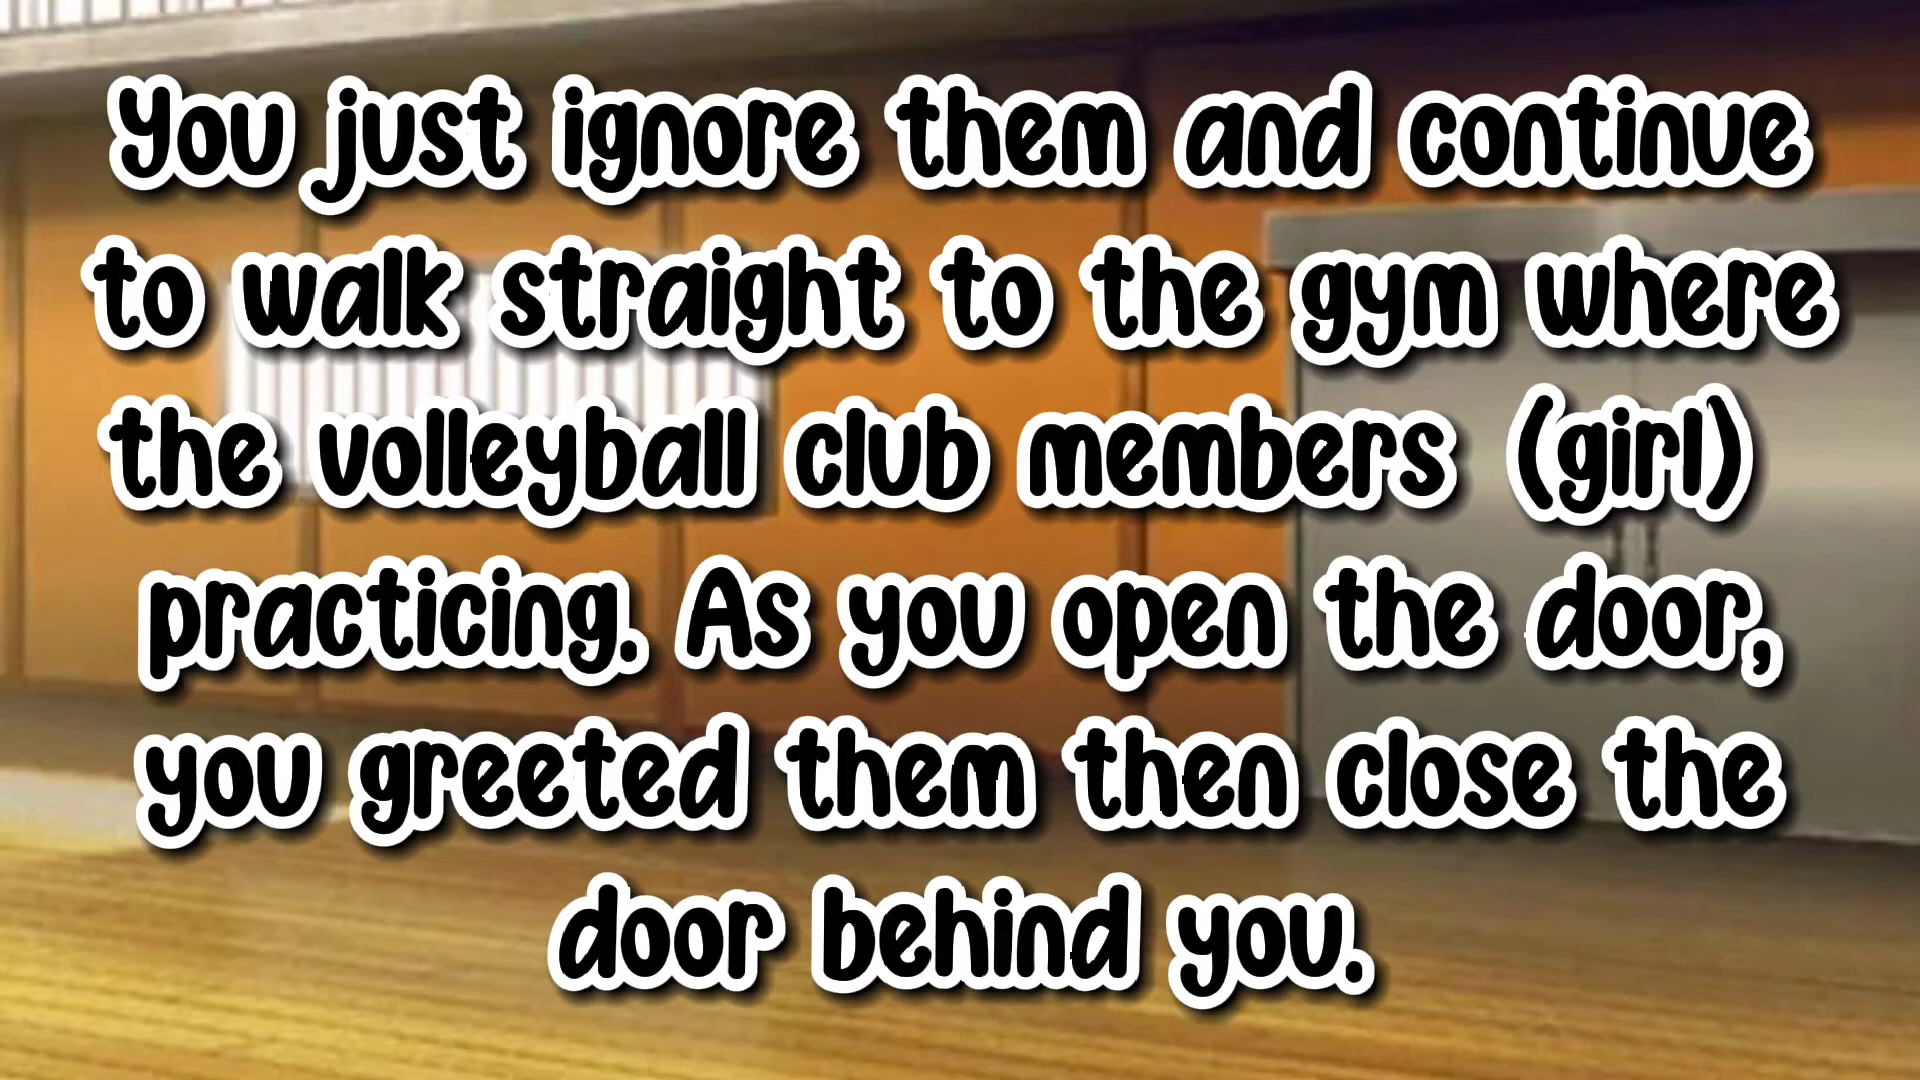 You just ignore them and continue
to walk straight to the gym where
the volleyball club members (girl)
practicing. As you open the door,
you greeted them then close the
door behind you.